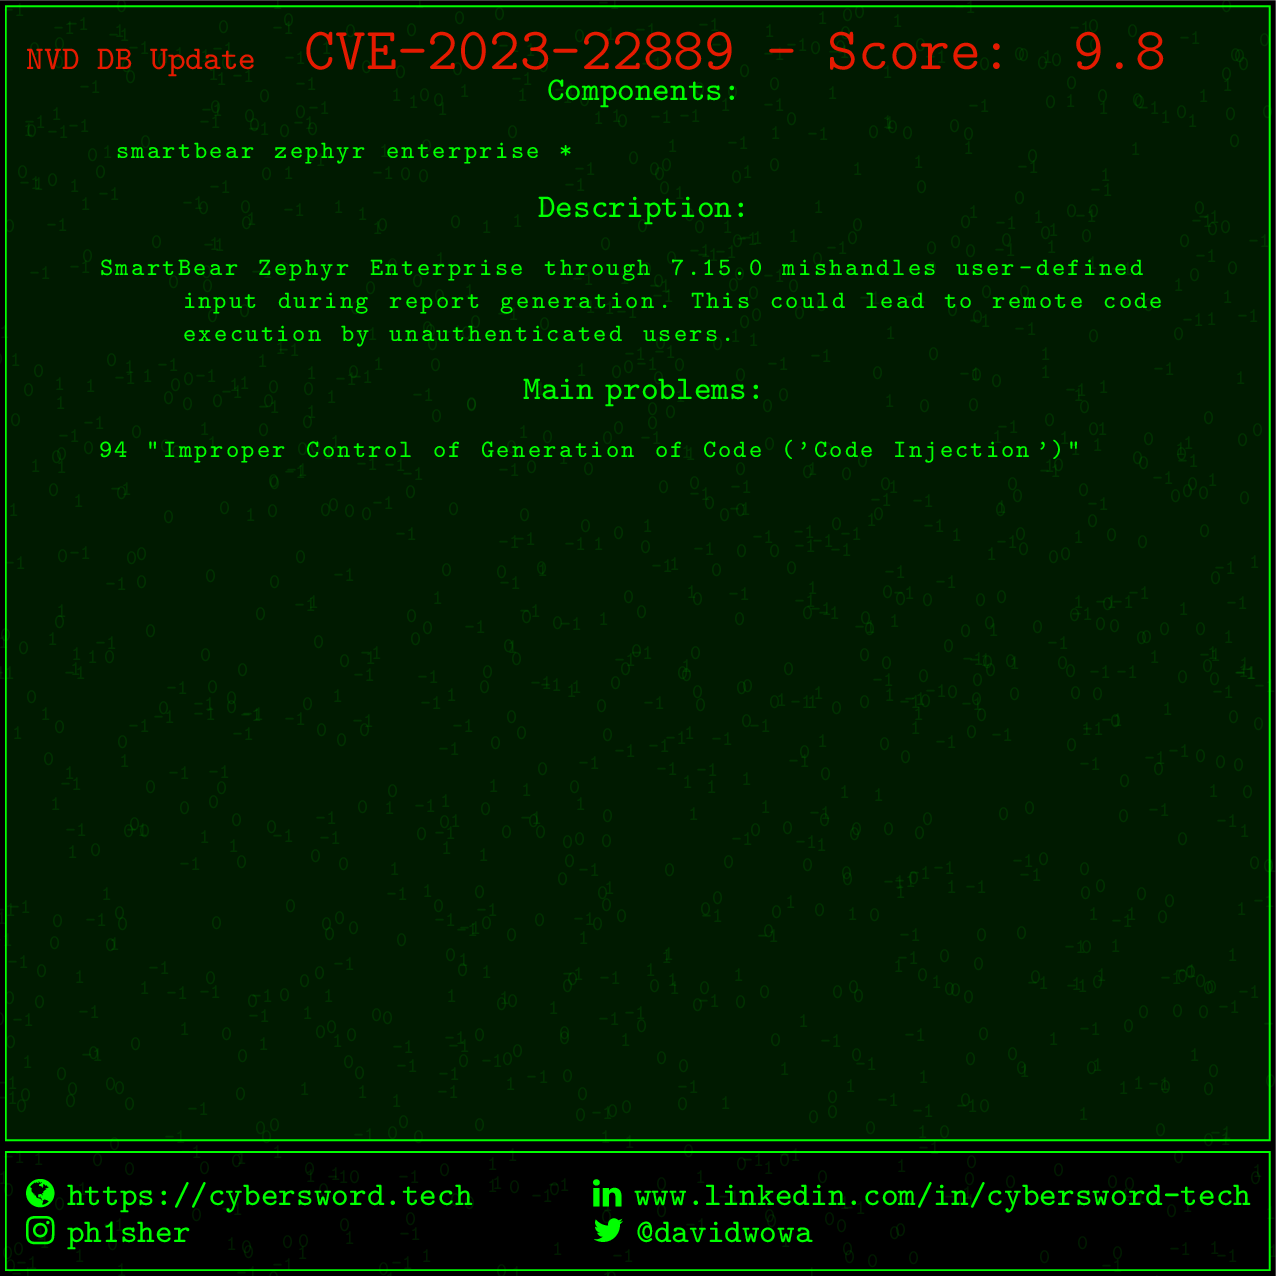 NVD DB Update CVE-2023-22889 - Score: 9.8
Components:
smartbear zephyr enterprise *
Description:
SmartBear Zephyr Enterprise through 7.15.0 mishandles user-defined
input during report generation. This could lead to remote code
execution by unauthenticated users.
Main problems:
94 "Improper Control of Generation of Code ('Code Injection')"
https://cybersword.tech
www.linkedin.com/in/cybersword-tech
ph1sher
@davidwowa